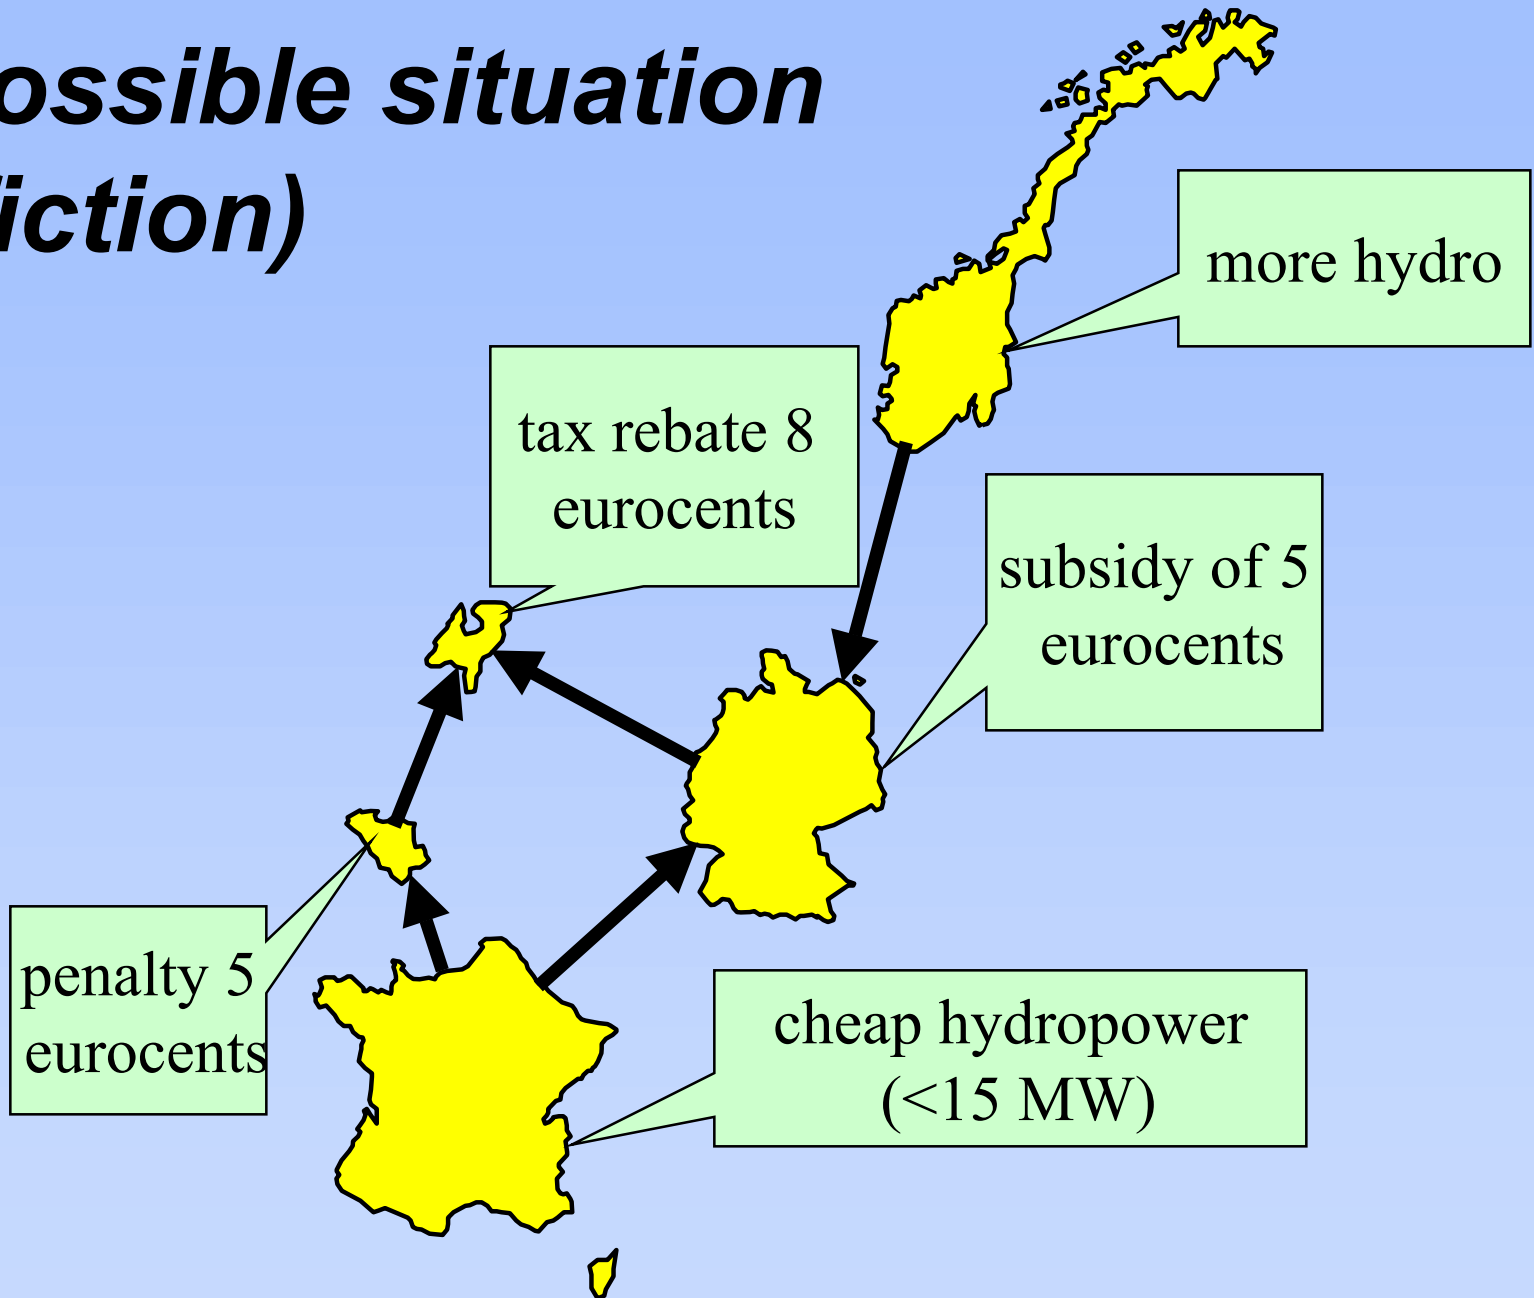 ossible situation
iction)
more hydro
tax rebate 8
eurocents
subsidy of 5
eurocents
penalty 5
eurocents
cheap hydropower
(<15 MW)